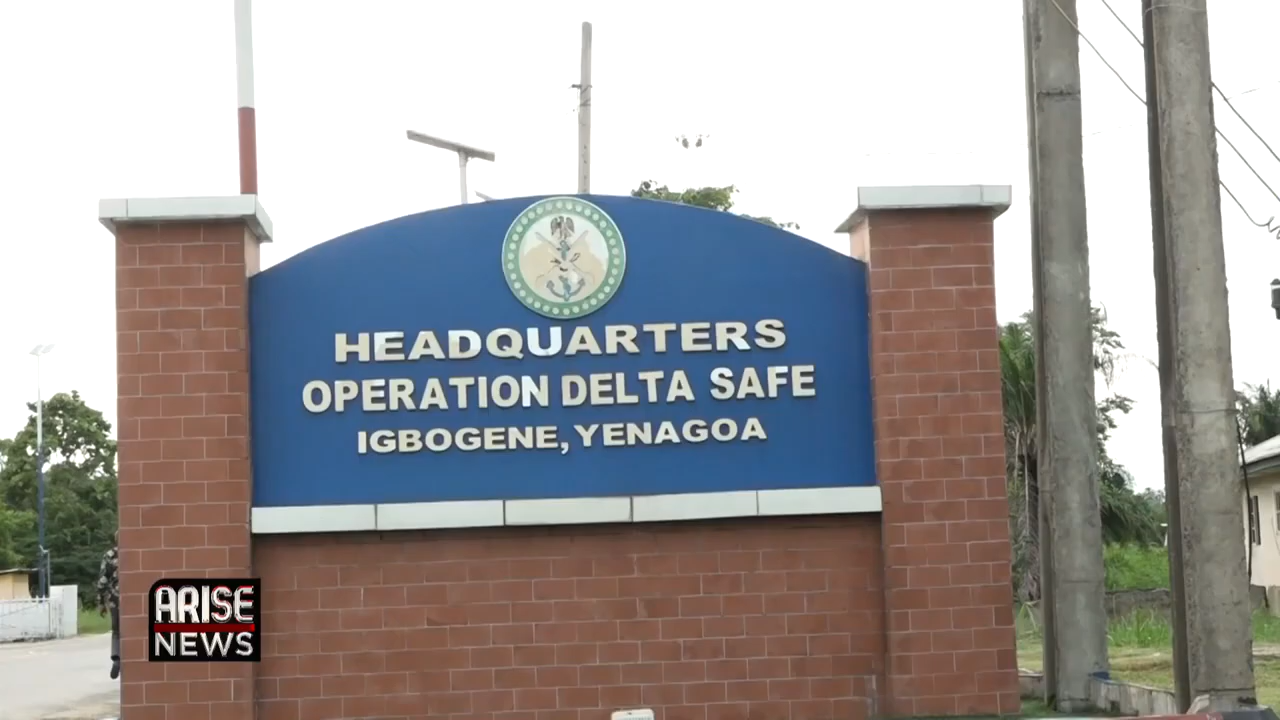 HEADQUARTERS
OPERATION DELTA SAFE
IGBOGENE, YENAGOA
ARISE
NEWS